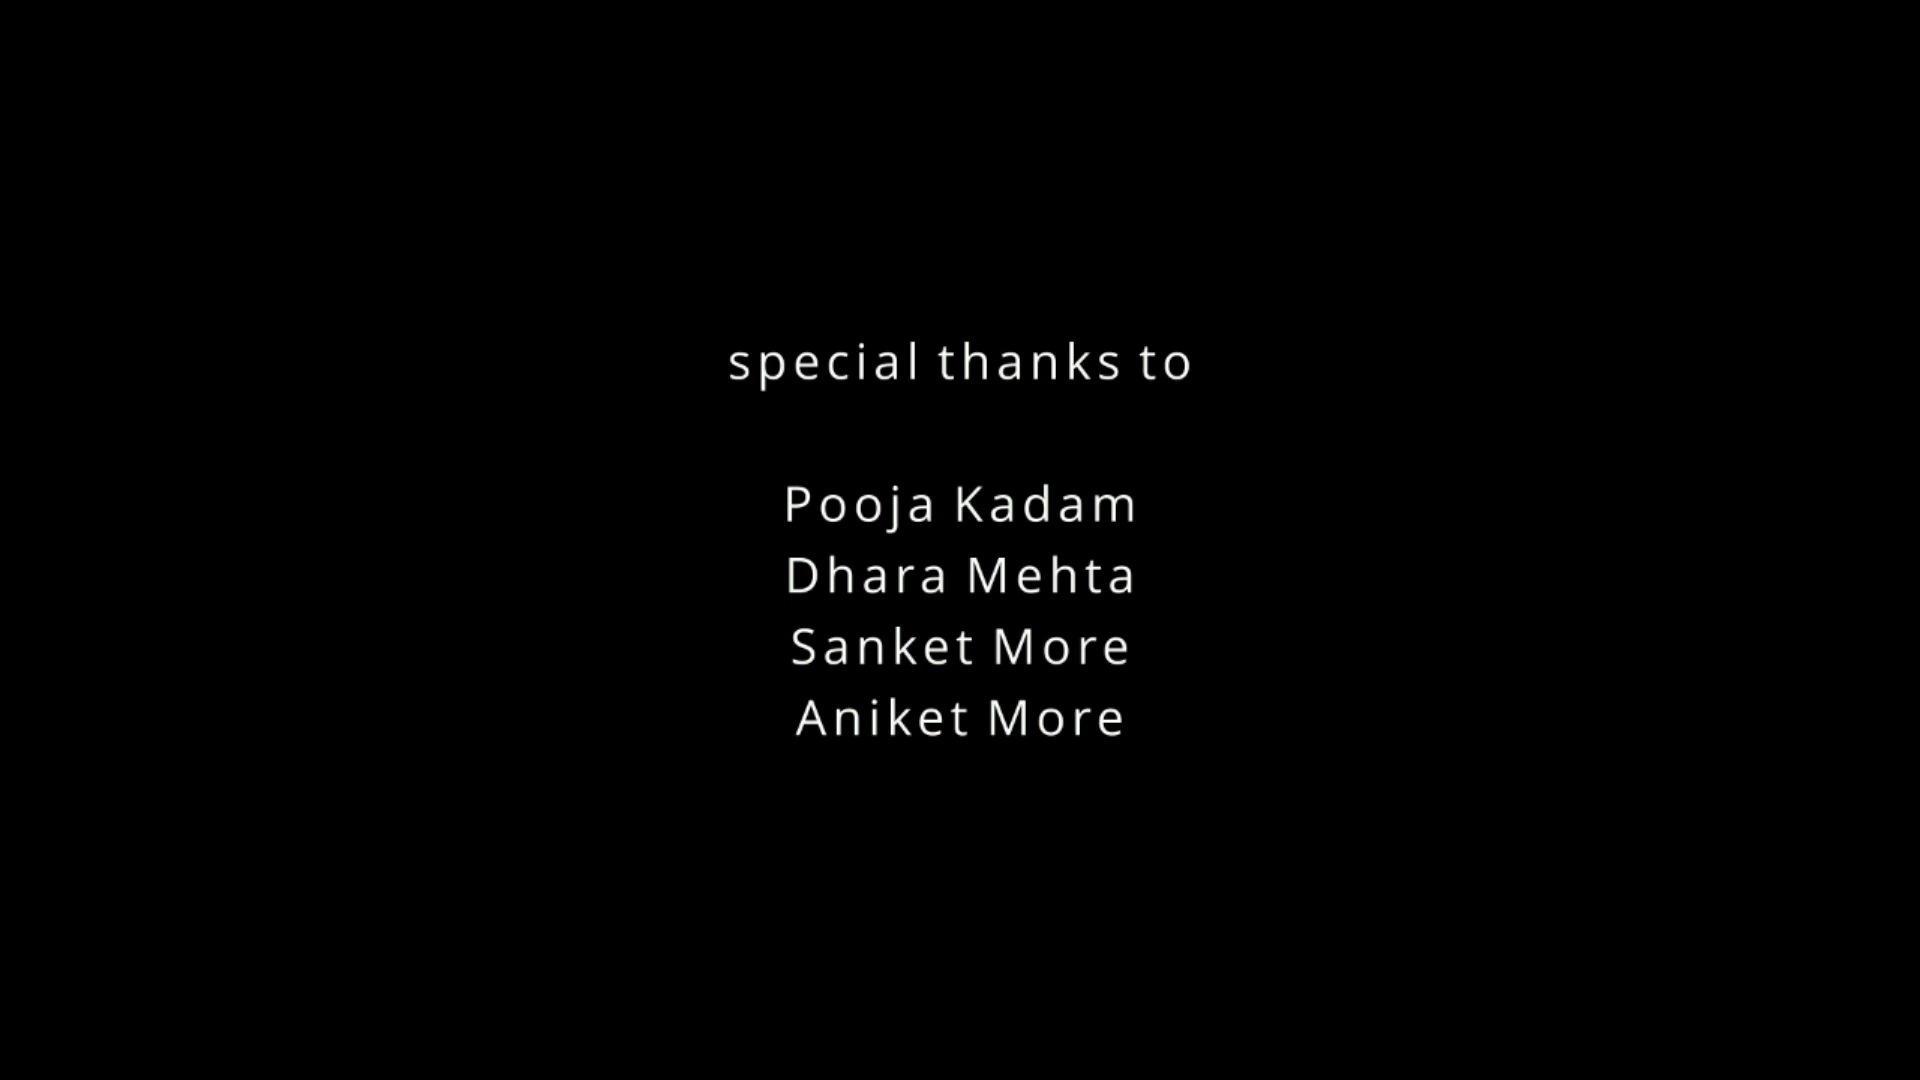 special thanks to
Pooja Kadam
Dhara Mehta
Sanket More
Aniket More